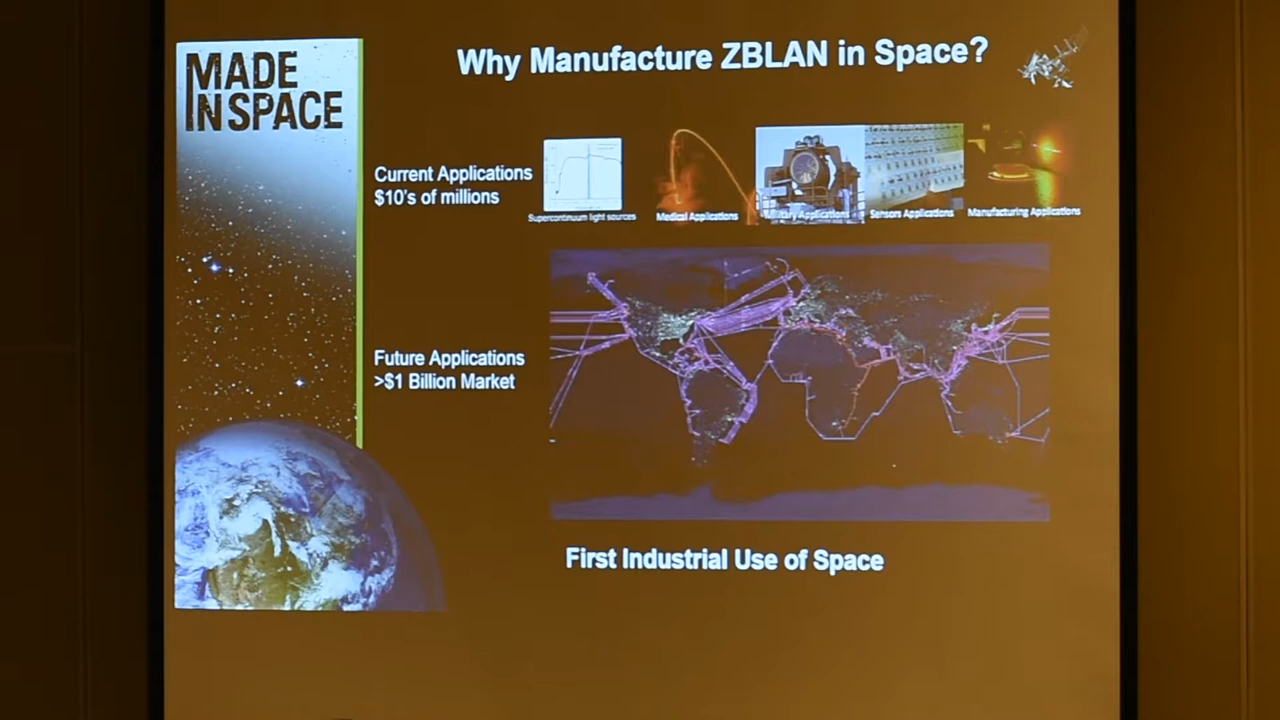 MADE
IN SPACE
Why Manufacture ZBLAN in Space?
Current Applications
$10's of millions
Supercontinuum light sources
Medical Applications
Military Applications
Sensors Applications
Manufacturing Applications
Future Applications
>$1 Billion Market
First Industrial Use of Space